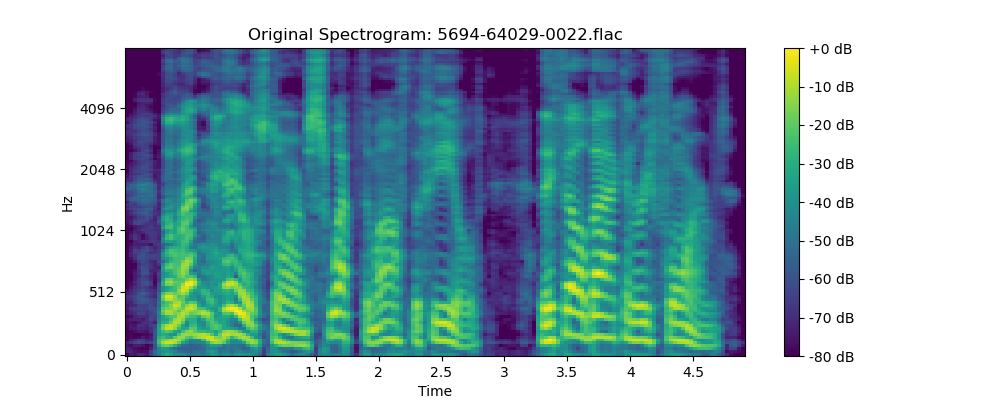 Original Spectrogram: 5694-64029-0022.flac
Hz
4096
2048
1024
512
0
0 0.5 1 1.5 2 2.5 3 3.5 4 4.5
Time
+0 dB
-10 dB
-20 dB
-30 dB
-40 dB
-50 dB
-60 dB
-70 dB
-80 dB